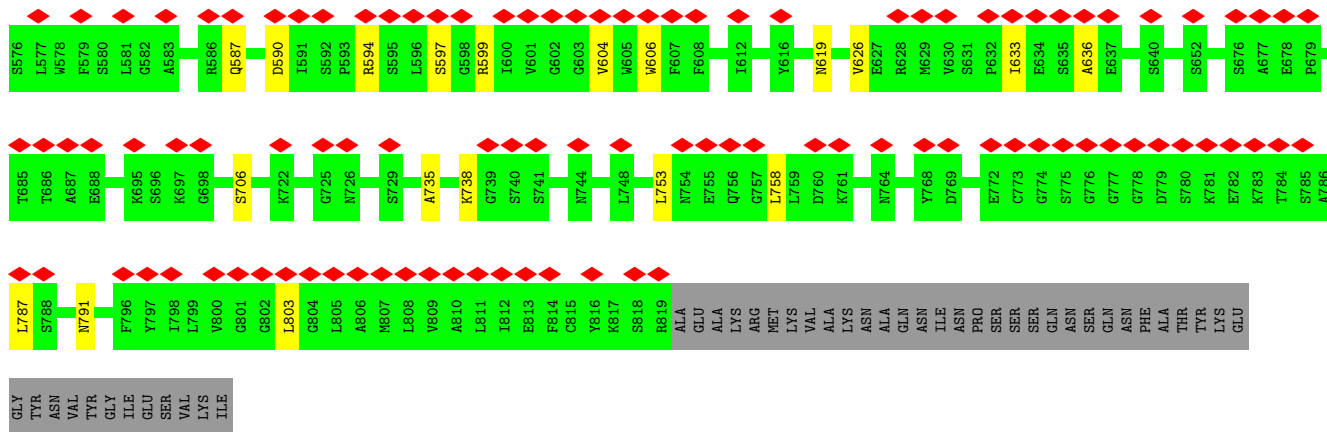 S576 L577 W578 F579 S580 L581 G582 A583 R586 Q587 D590 I591 S592 P593 R594 S595 L596 S597 G598 R599 I600 V601 G602 G603 V604 W605 W606 F607 F608 I612 Y616 N619 V626 E627 R628 M629 V630 S631 P632 I633 E634 S635 A636 E637 S640 S652 S676 A677 E678 P679
T685 T686 A687 E688 K695 S696 K697 G698 S706 K722 G725 N726 S729 A735 K738 G739 S740 S741 N744 L748 L753 N754 E755 Q756 G757 L758 L759 D760 K761 N764 Y768 D769 E772 C773 G774 S775 G776 G777 G778 D779 S780 K781 E782 K783 T784 S785 A786
L787 S788 N791 F796 Y797 I798 L799 V800 G801 G802 L803 G804 L805 A806 M807 L808 V809 A810 L811 I812 E813 F814 C815 Y816 K817 S818 R819 ALA GLU ALA LYS ARG MET LYS VAL ALA LYS ASN ALA GLN ASN ILE ASN PRO SER SER SER GLN ASN SER GLN ASN PHE ALA THR TYR LYS GLU
GLY TYR ASN VAL TYR GLY ILE GLU SER VAL LYS ILE